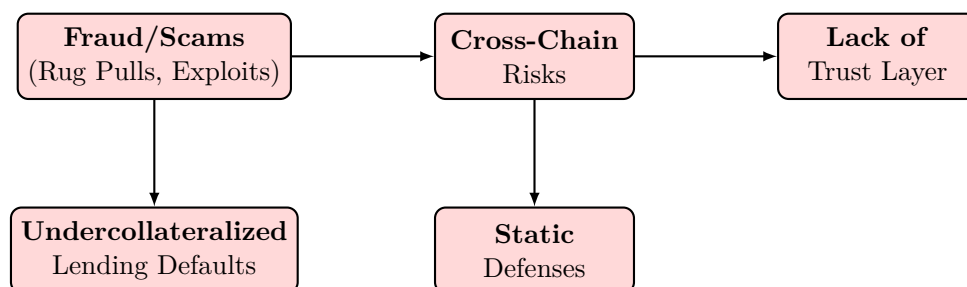 Fraud/Scams
(Rug Pulls, Exploits)
Cross-Chain
Risks
Lack of
Trust Layer
Undercollateralized
Lending Defaults
Static
Defenses